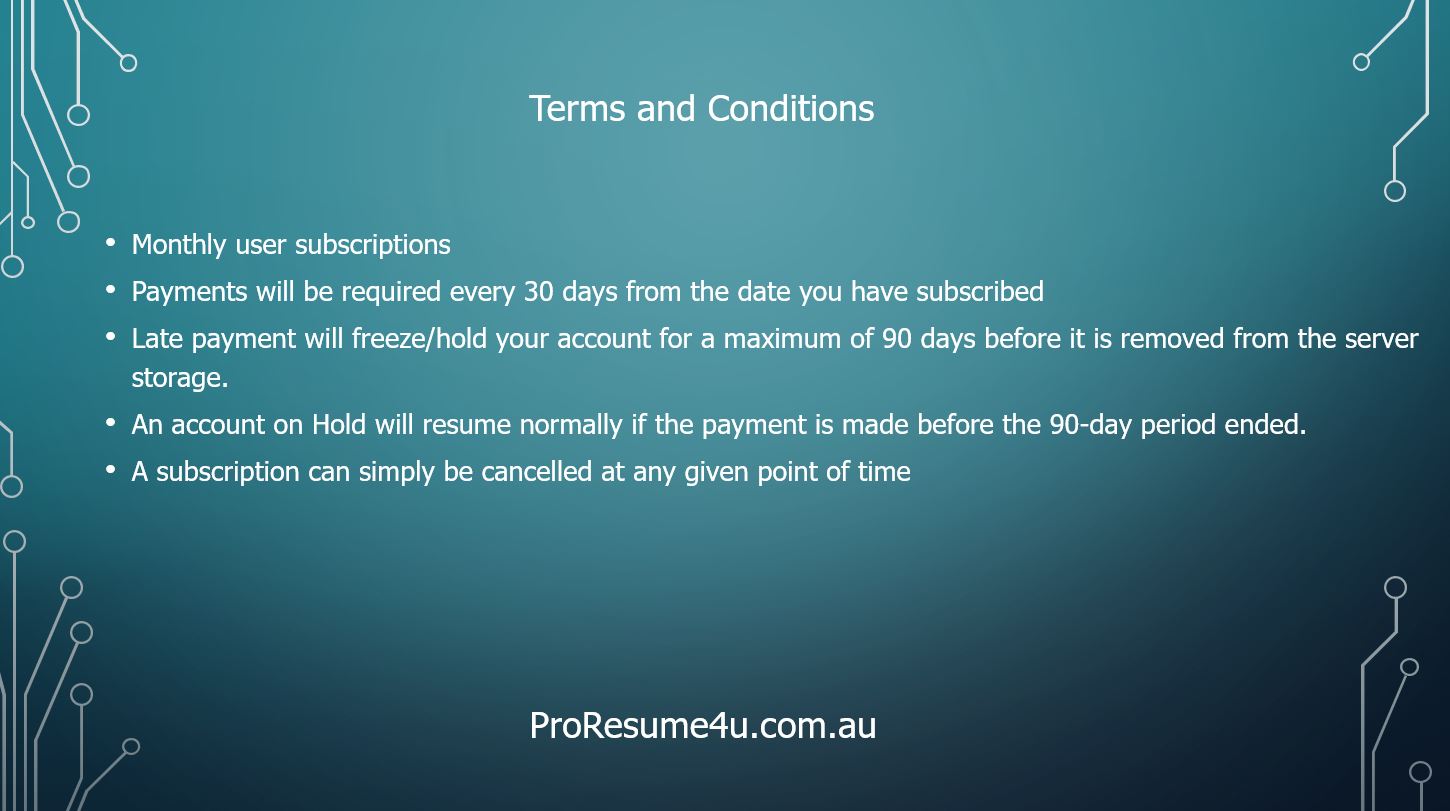 Terms and Conditions
• Monthly user subscriptions
• Payments will be required every 30 days from the date you have subscribed
• Late payment will freeze/hold your account for a maximum of 90 days before it is removed from the server
storage.
• An account on Hold will resume normally if the payment is made before the 90-day period ended.
• A subscription can simply be cancelled at any given point of time
ProResume4u.com.au